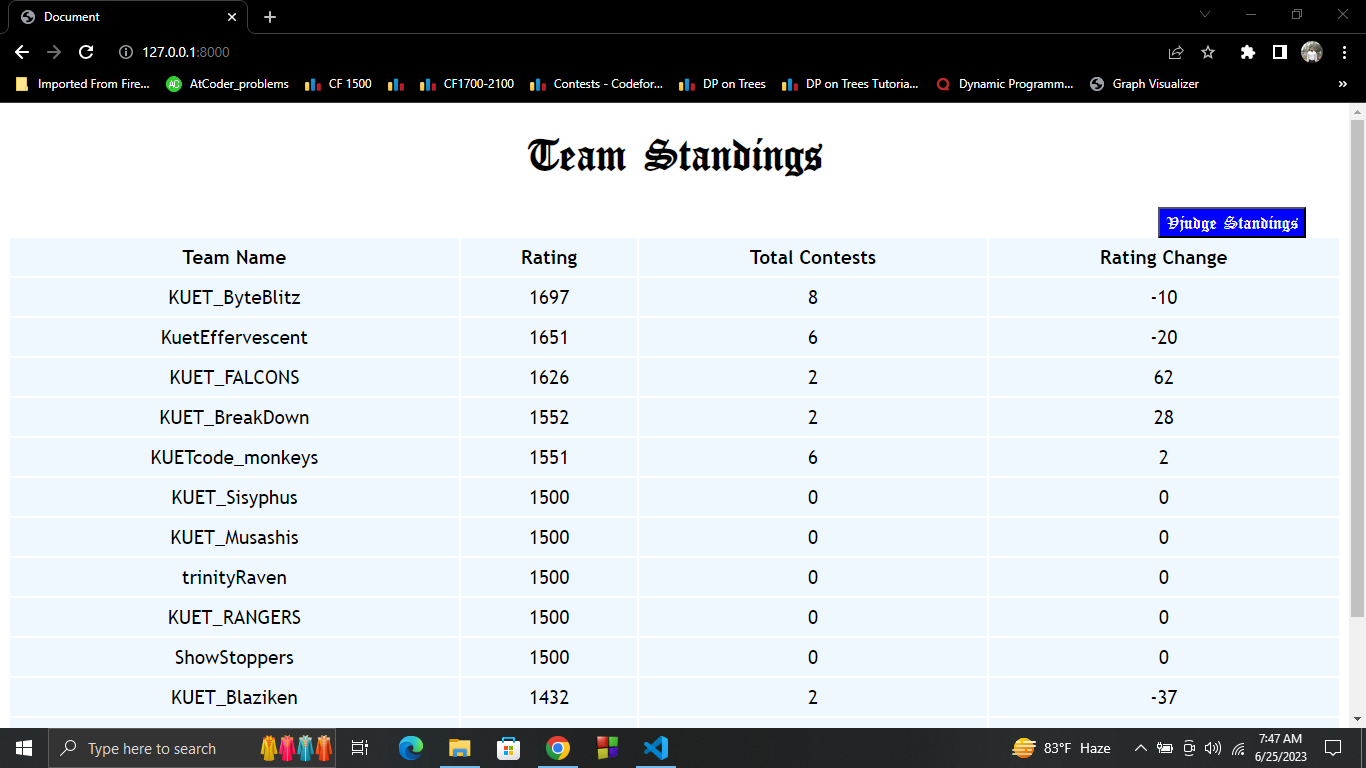 Document
127.0.0.1:8000
Imported From Fire... AtCoder_problems CF 1500 CF1700-2100 Contests - Codefor... DP on Trees DP on Trees Tutoria... Dynamic Programm... Graph Visualizer »
Team Standings
Vjudge Standings
Team Name Rating Total Contests Rating Change
KUET_ByteBlitz 1697 8 -10
KuetEffervescent 1651 6 -20
KUET_FALCONS 1626 2 62
KUET_BreakDown 1552 2 28
KUETcode_monkeys 1551 6 2
KUET_Sisyphus 1500 0 0
KUET_Musashis 1500 0 0
trinityRaven 1500 0 0
KUET_RANGERS 1500 0 0
ShowStoppers 1500 0 0
KUET_Blaziken 1432 2 -37
Type here to search
83°F Haze
7:47 AM
6/25/2023